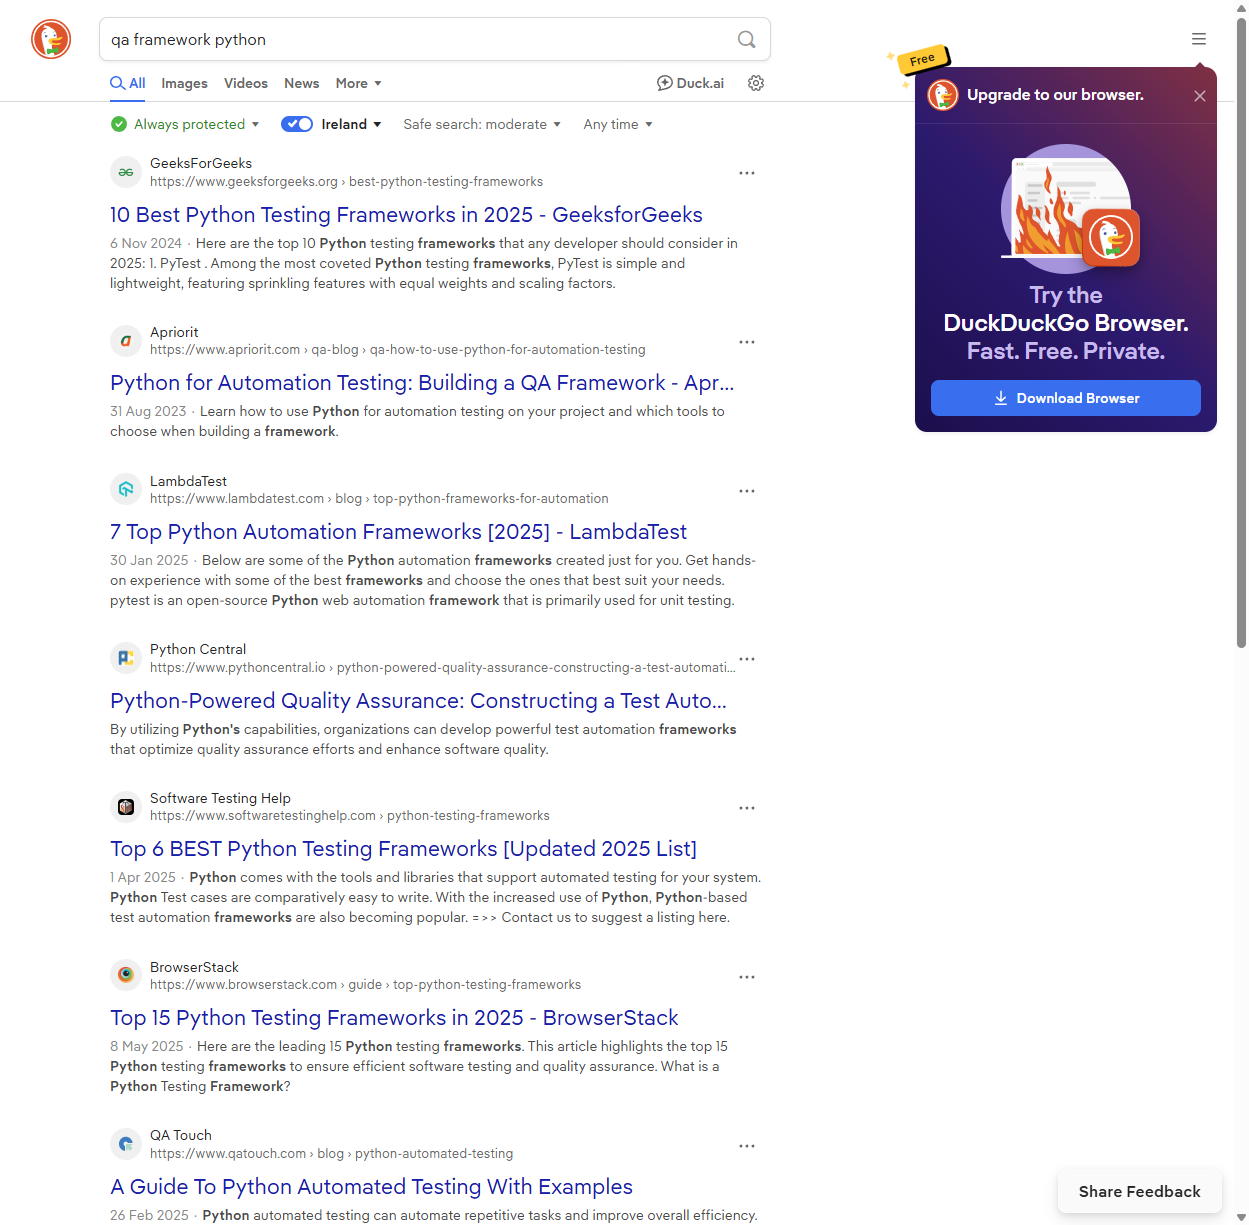 qa framework python
All Images Videos News More Duck.ai
Always protected Ireland Safe search: moderate Any time
GeeksForGeeks
https://www.geeksforgeeks.org › best-python-testing-frameworks
10 Best Python Testing Frameworks in 2025 - GeeksforGeeks
6 Nov 2024 · Here are the top 10 Python testing frameworks that any developer should consider in
2025: 1. PyTest . Among the most coveted Python testing frameworks, PyTest is simple and
lightweight, featuring sprinkling features with equal weights and scaling factors.
Apriorit
https://www.apriorit.com › qa-blog › qa-how-to-use-python-for-automation-testing
Python for Automation Testing: Building a QA Framework - Apr...
31 Aug 2023 · Learn how to use Python for automation testing on your project and which tools to
choose when building a framework.
LambdaTest
https://www.lambdatest.com › blog › top-python-frameworks-for-automation
7 Top Python Automation Frameworks [2025] - LambdaTest
30 Jan 2025 · Below are some of the Python automation frameworks created just for you. Get hands-
on experience with some of the best frameworks and choose the ones that best suit your needs.
pytest is an open-source Python web automation framework that is primarily used for unit testing.
Python Central
https://www.pythoncentral.io › python-powered-quality-assurance-constructing-a-test-automati...
Python-Powered Quality Assurance: Constructing a Test Auto...
By utilizing Python's capabilities, organizations can develop powerful test automation frameworks
that optimize quality assurance efforts and enhance software quality.
Software Testing Help
https://www.softwaretestinghelp.com › python-testing-frameworks
Top 6 BEST Python Testing Frameworks [Updated 2025 List]
1 Apr 2025 · Python comes with the tools and libraries that support automated testing for your system.
Python Test cases are comparatively easy to write. With the increased use of Python, Python-based
test automation frameworks are also becoming popular. =>> Contact us to suggest a listing here.
BrowserStack
https://www.browserstack.com › guide › top-python-testing-frameworks
Top 15 Python Testing Frameworks in 2025 - BrowserStack
8 May 2025 · Here are the leading 15 Python testing frameworks. This article highlights the top 15
Python testing frameworks to ensure efficient software testing and quality assurance. What is a
Python Testing Framework?
QA Touch
https://www.qatouch.com › blog › python-automated-testing
A Guide To Python Automated Testing With Examples
26 Feb 2025 · Python automated testing can automate repetitive tasks and improve overall efficiency.
Free
Upgrade to our browser.
Try the
DuckDuckGo Browser.
Fast. Free. Private.
Download Browser
Share Feedback